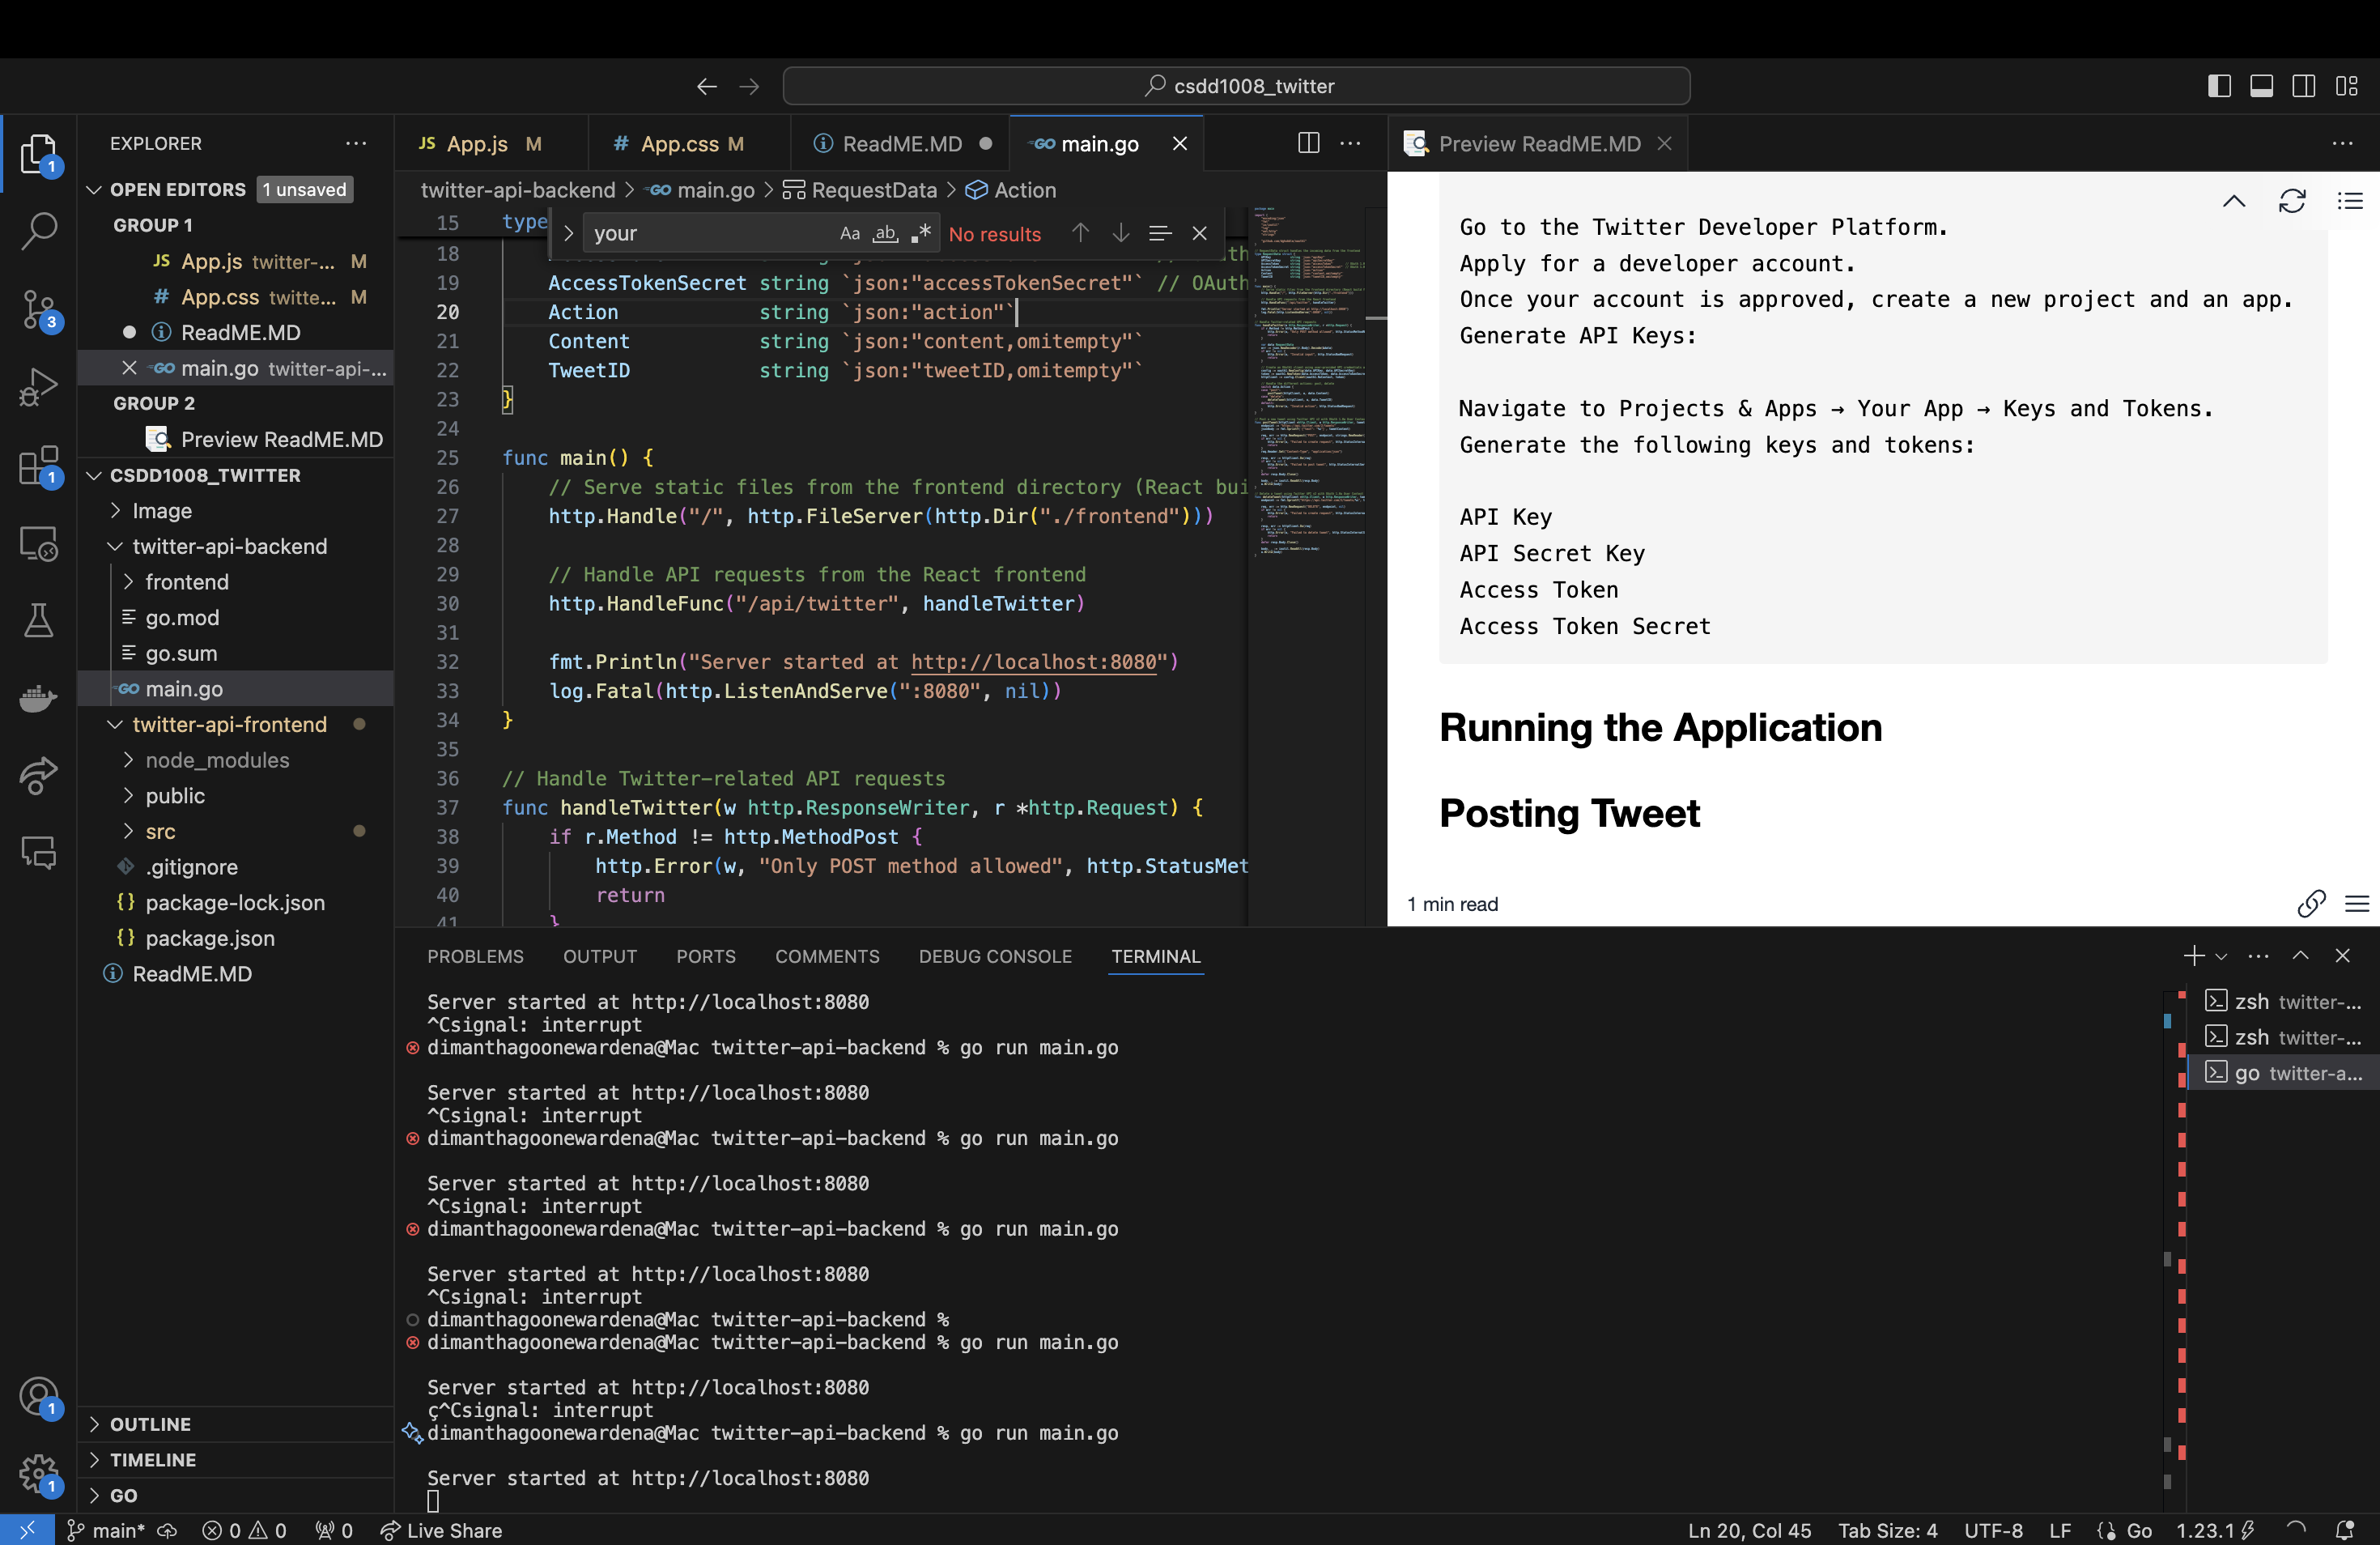 csdd1008_twitter
EXPLORER
OPEN EDITORS 1 unsaved
GROUP 1
JS App.js twitter-... M
# App.css twitte... M
ReadME.MD
main.go twitter-api-...
GROUP 2
Preview ReadME.MD
CSDD1008_TWITTER
Image
twitter-api-backend
frontend
go.mod
go.sum
main.go
twitter-api-frontend
node_modules
public
src
.gitignore
package-lock.json
package.json
ReadME.MD
OUTLINE
TIMELINE
GO
JS App.js M
# App.css M
ReadME.MD
main.go
twitter-api-backend > main.go > RequestData > Action
your
Aa ab .* No results
15 type
18
19 AccessTokenSecret string `json:"accessTokenSecret"` // OAuth
20 Action string `json:"action"`
21 Content string `json:"content,omitempty"`
22 TweetID string `json:"tweetID,omitempty"`
23 }
24
25 func main() {
26 // Serve static files from the frontend directory (React bui
27 http.Handle("/", http.FileServer(http.Dir("./frontend")))
28
29 // Handle API requests from the React frontend
30 http.HandleFunc("/api/twitter", handleTwitter)
31
32 fmt.Println("Server started at http://localhost:8080")
33 log.Fatal(http.ListenAndServe(":8080", nil))
34 }
35
36 // Handle Twitter-related API requests
37 func handleTwitter(w http.ResponseWriter, r *http.Request) {
38 if r.Method != http.MethodPost {
39 http.Error(w, "Only POST method allowed", http.StatusMet
40 return
41 }
Preview ReadME.MD
Go to the Twitter Developer Platform.
Apply for a developer account.
Once your account is approved, create a new project and an app.
Generate API Keys:
Navigate to Projects & Apps → Your App → Keys and Tokens.
Generate the following keys and tokens:
API Key
API Secret Key
Access Token
Access Token Secret
Running the Application
Posting Tweet
1 min read
PROBLEMS OUTPUT PORTS COMMENTS DEBUG CONSOLE TERMINAL
Server started at http://localhost:8080
^Csignal: interrupt
dimanthagoonewardena@Mac twitter-api-backend % go run main.go
Server started at http://localhost:8080
^Csignal: interrupt
dimanthagoonewardena@Mac twitter-api-backend % go run main.go
Server started at http://localhost:8080
^Csignal: interrupt
dimanthagoonewardena@Mac twitter-api-backend % go run main.go
Server started at http://localhost:8080
^Csignal: interrupt
dimanthagoonewardena@Mac twitter-api-backend %
dimanthagoonewardena@Mac twitter-api-backend % go run main.go
Server started at http://localhost:8080
ç^Csignal: interrupt
dimanthagoonewardena@Mac twitter-api-backend % go run main.go
Server started at http://localhost:8080
zsh twitter-...
zsh twitter-...
go twitter-a...
main* 0 0 0 Live Share
Ln 20, Col 45 Tab Size: 4 UTF-8 LF Go 1.23.1